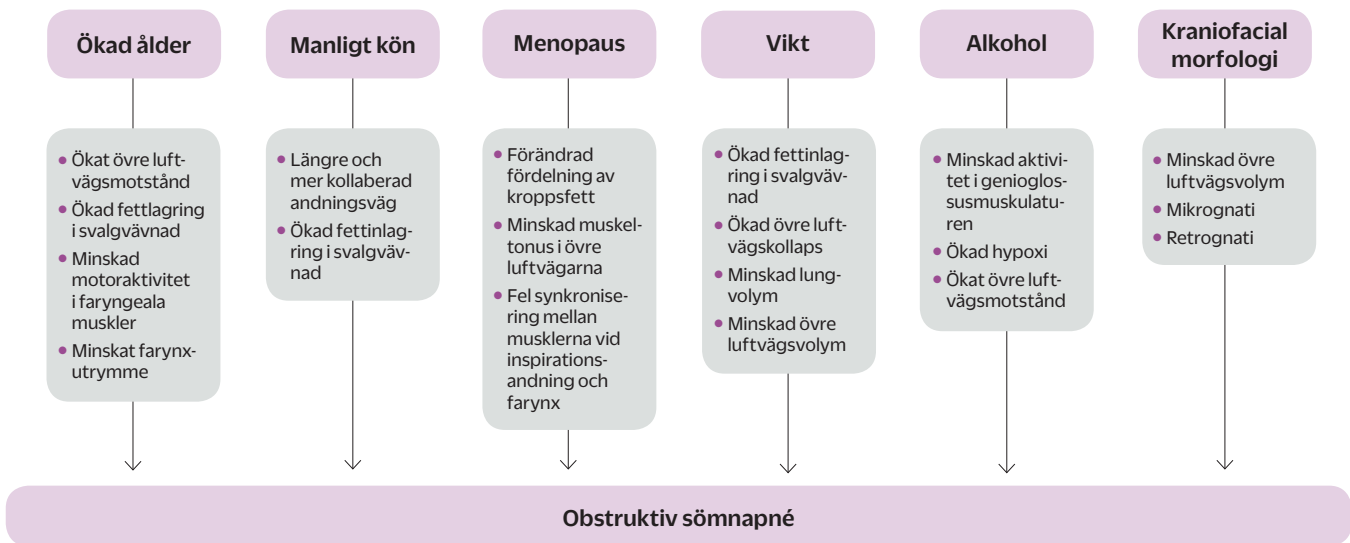 Ökad ålder
Manligt kön
Menopaus
Vikt
Alkohol
Kraniofacial
morfologi
• Ökat övre luft-
vägsmotstånd
• Ökad fettlagring
i svalgvävnad
• Minskad
motoraktivitet
i faryngeala
muskler
• Minskat farynx-
utrymme
• Längre och
mer kollaberad
andningsväg
• Ökad fettinlag-
ring i svalgväv-
nad
• Förändrad
fördelning av
kroppsfett
• Minskad muskel-
tonus i övre
luftvägarna
• Fel synkronise-
ring mellan
musklerna vid
inspirations-
andning och
farynx
• Ökad fettinlag-
ring i svalgväv-
nad
• Ökad övre luft-
vägskollaps
• Minskad lung-
volym
• Minskad övre
luftvägsvolym
• Minskad aktivi-
tet i genioglos-
susmuskulatu-
ren
• Ökad hypoxi
• Ökat övre luft-
vägsmotstånd
• Minskad övre
luftvägsvolym
• Mikrognati
• Retrognati
Obstruktiv sömnapné